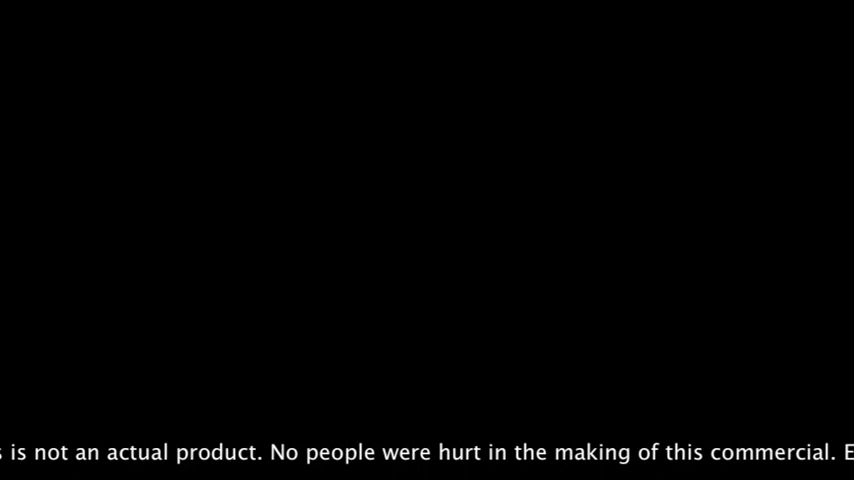 is not an actual product. No people were hurt in the making of this commercial.